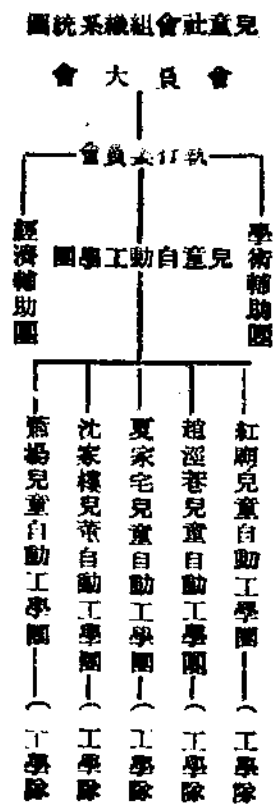 兒童社會組織系統圖
會員大會
執行委員會
學術輔助團
兒童自動工學團
經濟輔助團
紅廟兒童自動工學團—（工學隊
趙涇巷兒童自動工學團—（工學隊
夏家宅兒童自動工學團—（工學隊
沈家樓兒童自動工學團—（工學隊
兒童自動工學團—（工學隊